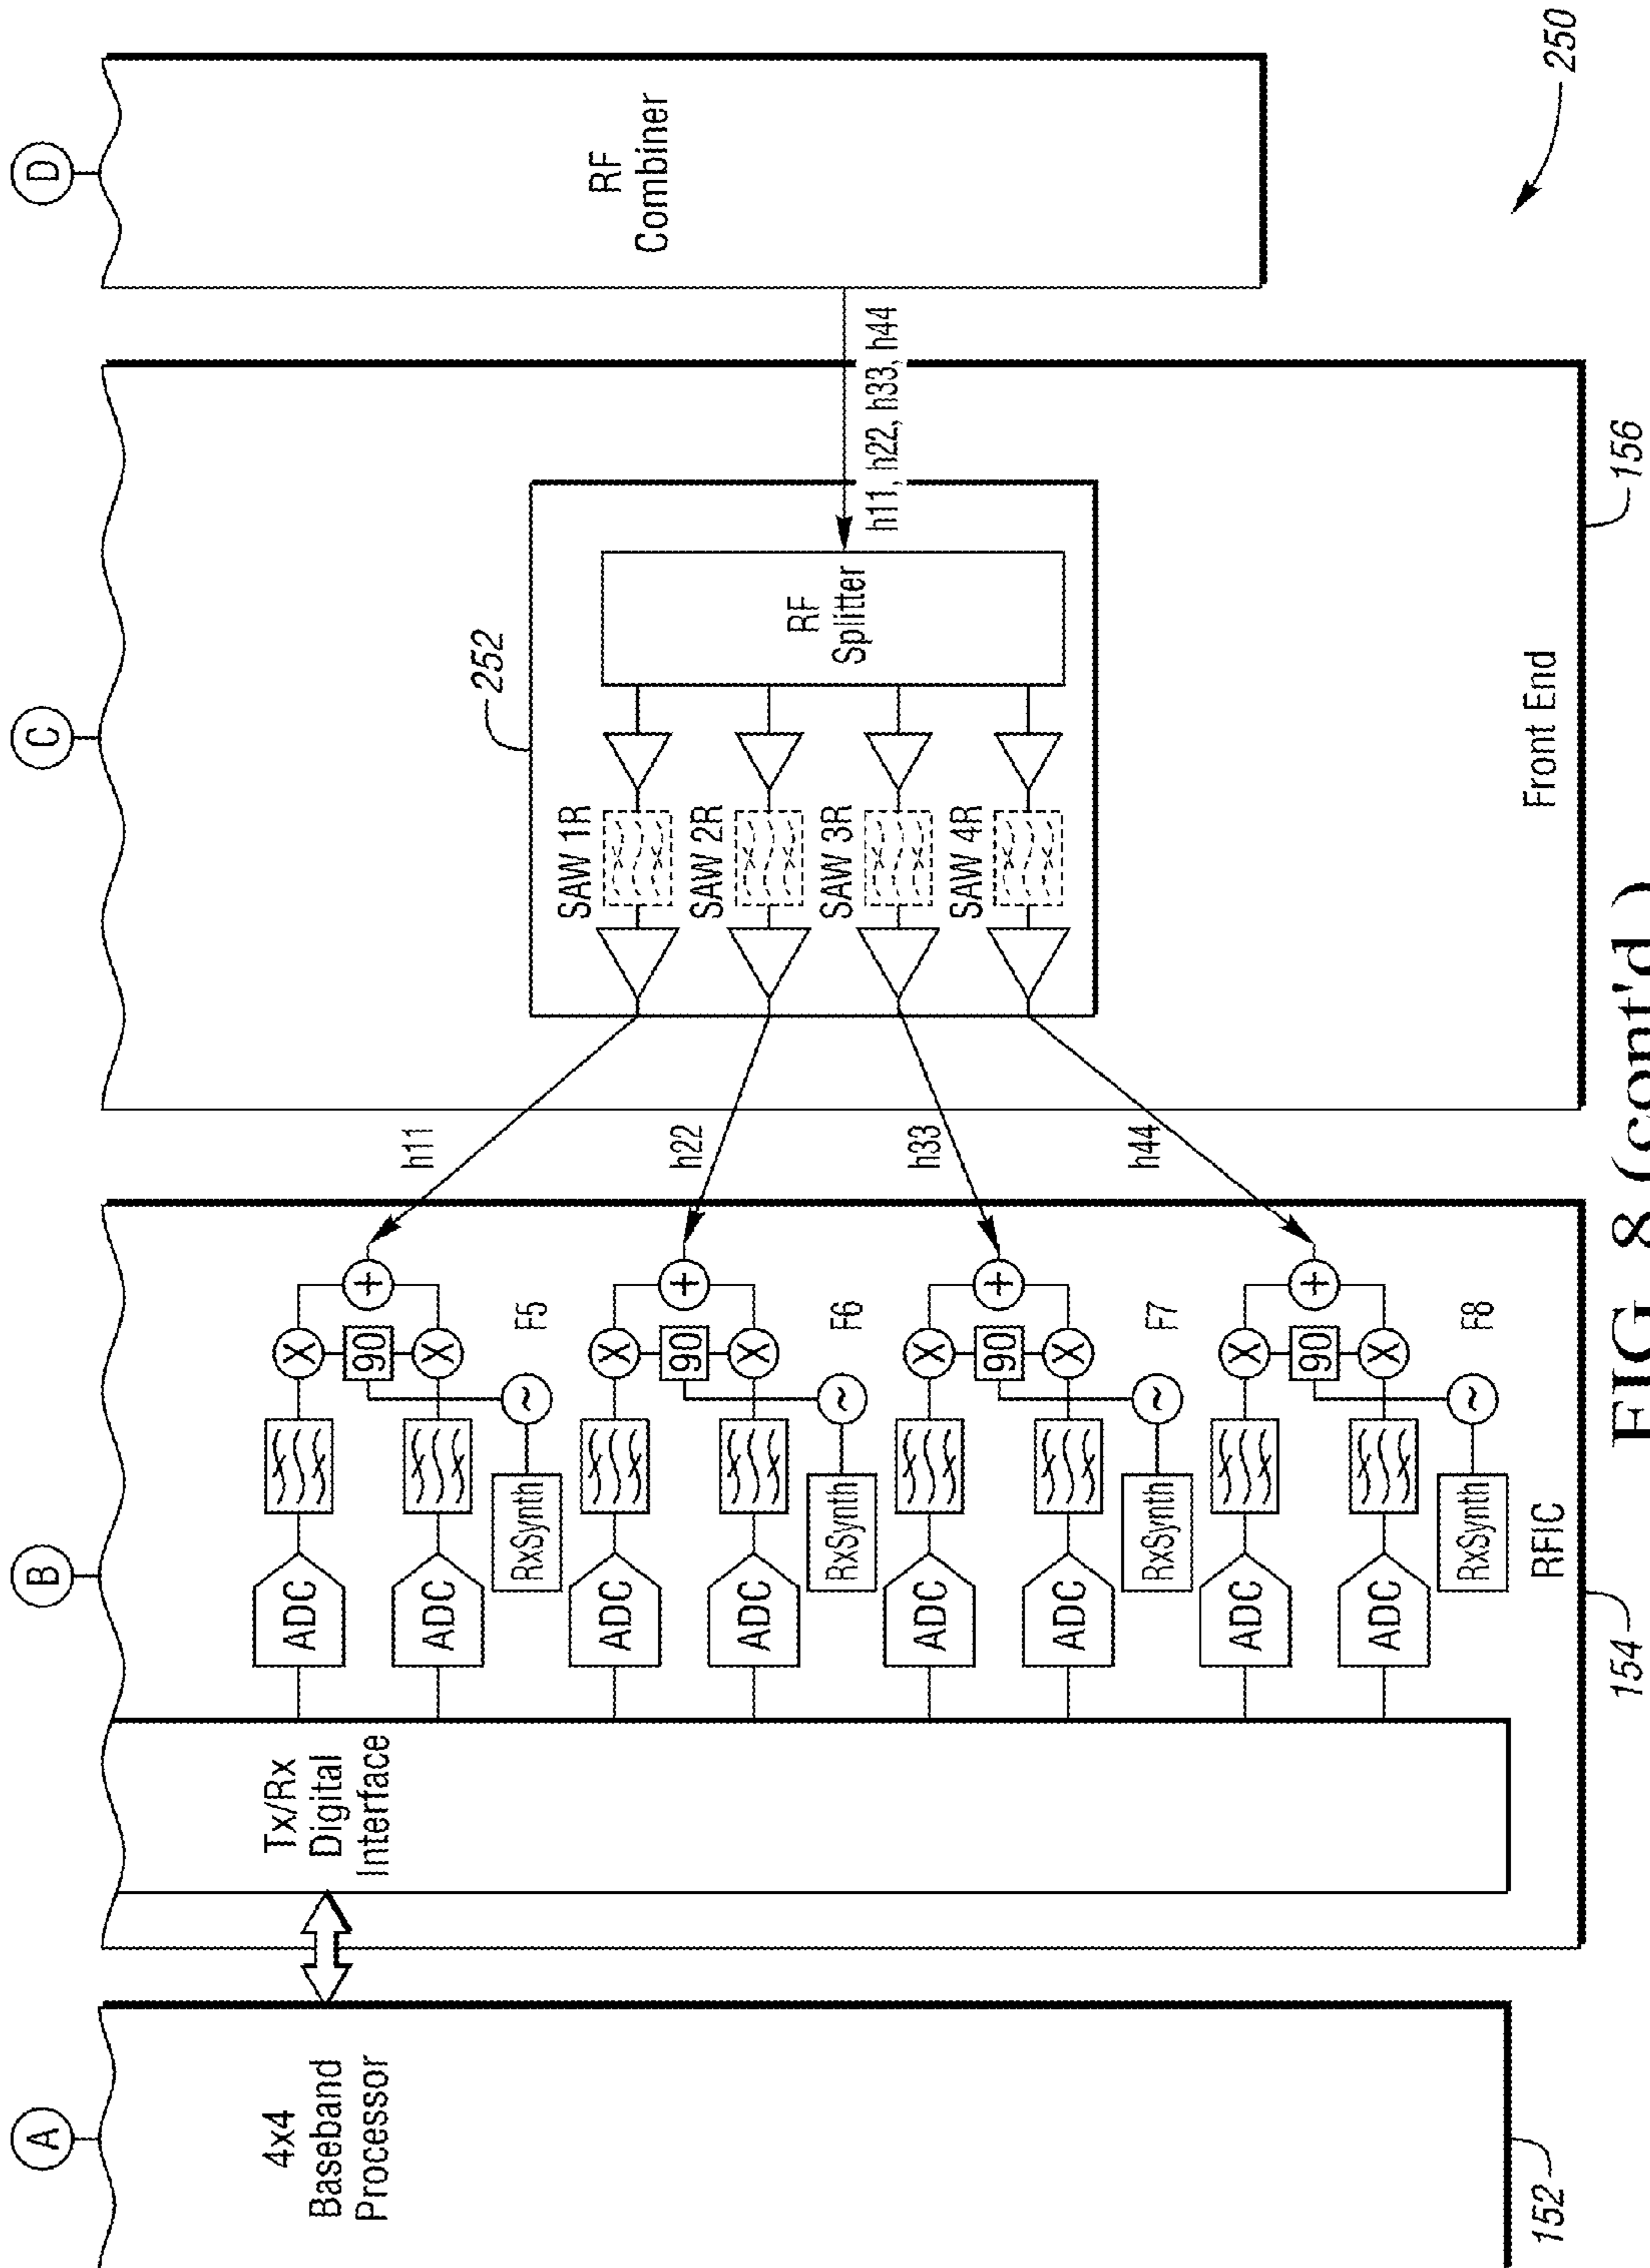 A
B
C
D
4x4
Baseband
Processor
152
Tx/Rx
Digital
Interface
ADC
X
90
+
h11
ADC
X
RxSynth
~
F5
ADC
X
90
+
h22
ADC
X
RxSynth
~
F6
ADC
X
90
+
h33
ADC
X
RxSynth
~
F7
ADC
X
90
+
h44
ADC
X
RxSynth
~
F8
RFIC
154
252
SAW 1R
SAW 2R
SAW 3R
SAW 4R
RF
Splitter
h11, h22, h33, h44
Front End
156
RF
Combiner
250
FIG. 8 (cont'd.)